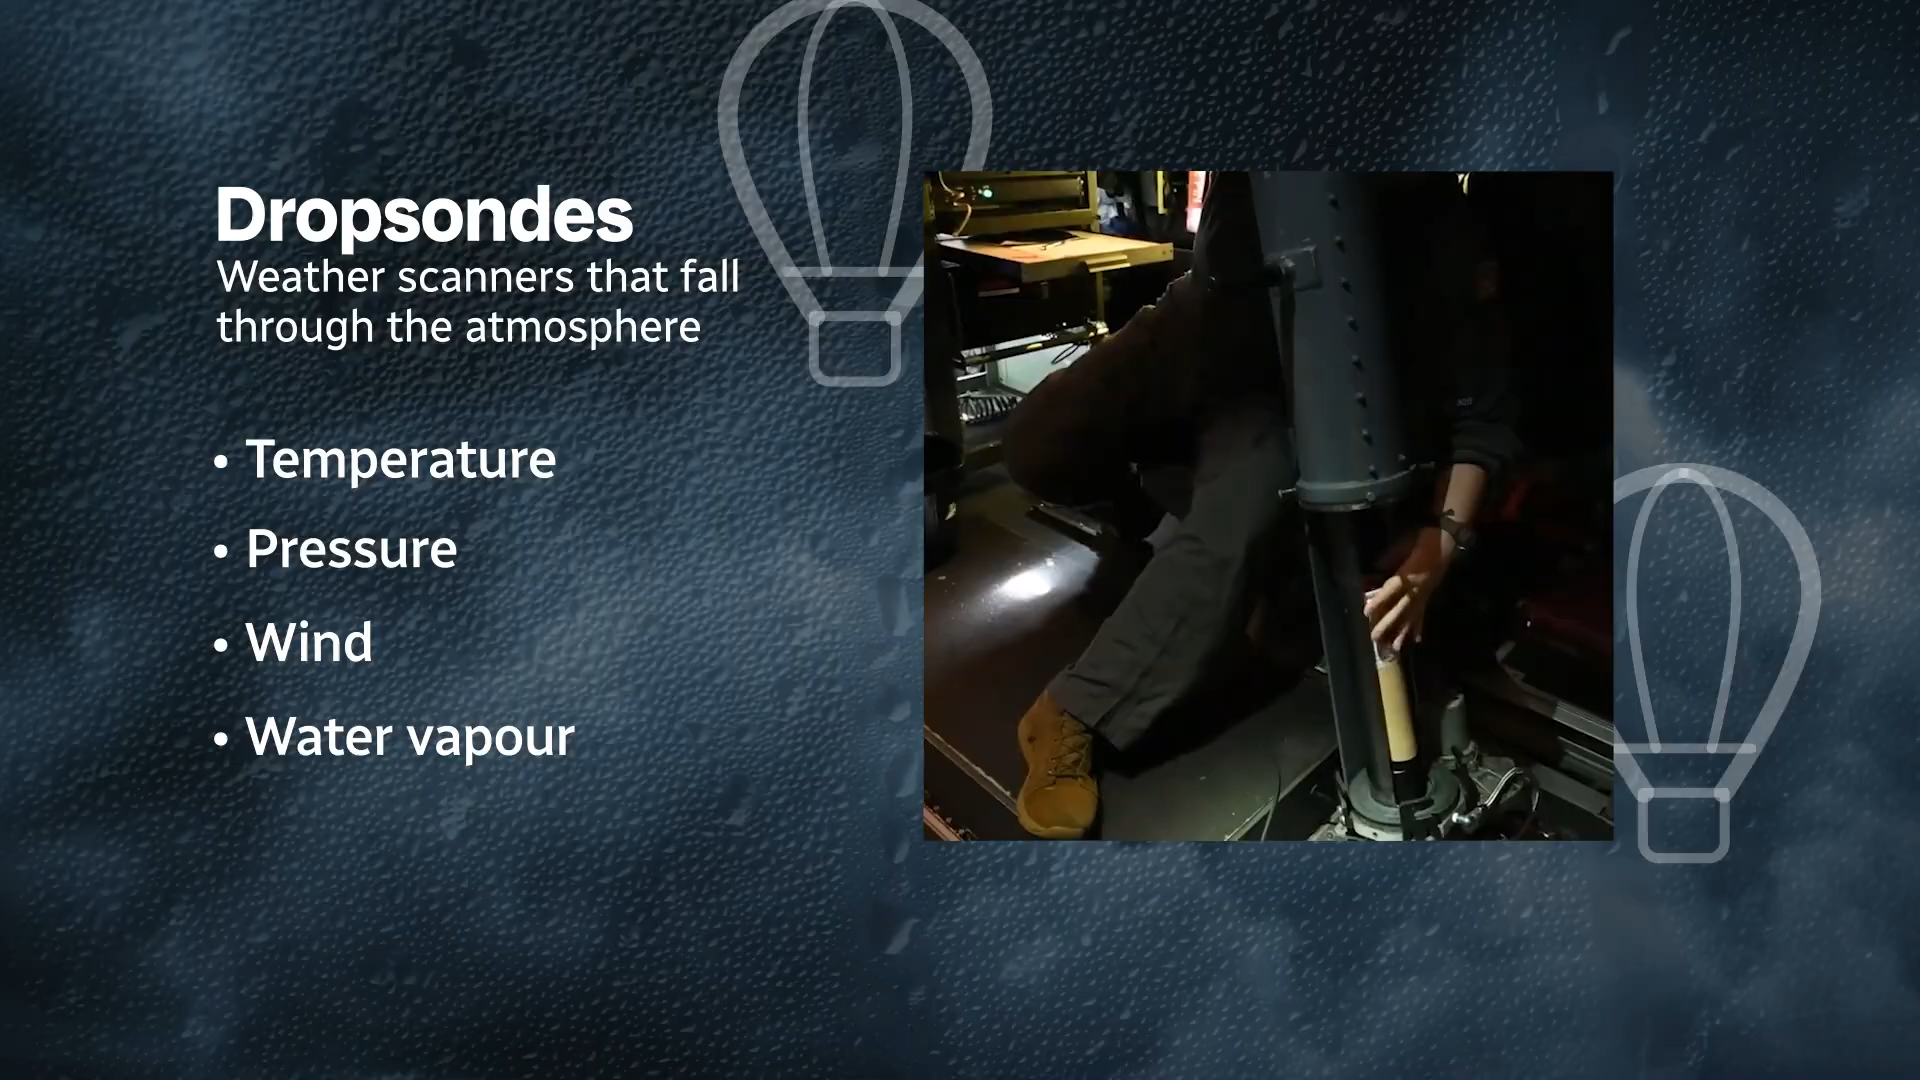 Dropsondes
Weather scanners that fall
through the atmosphere
• Temperature
• Pressure
• Wind
• Water vapour